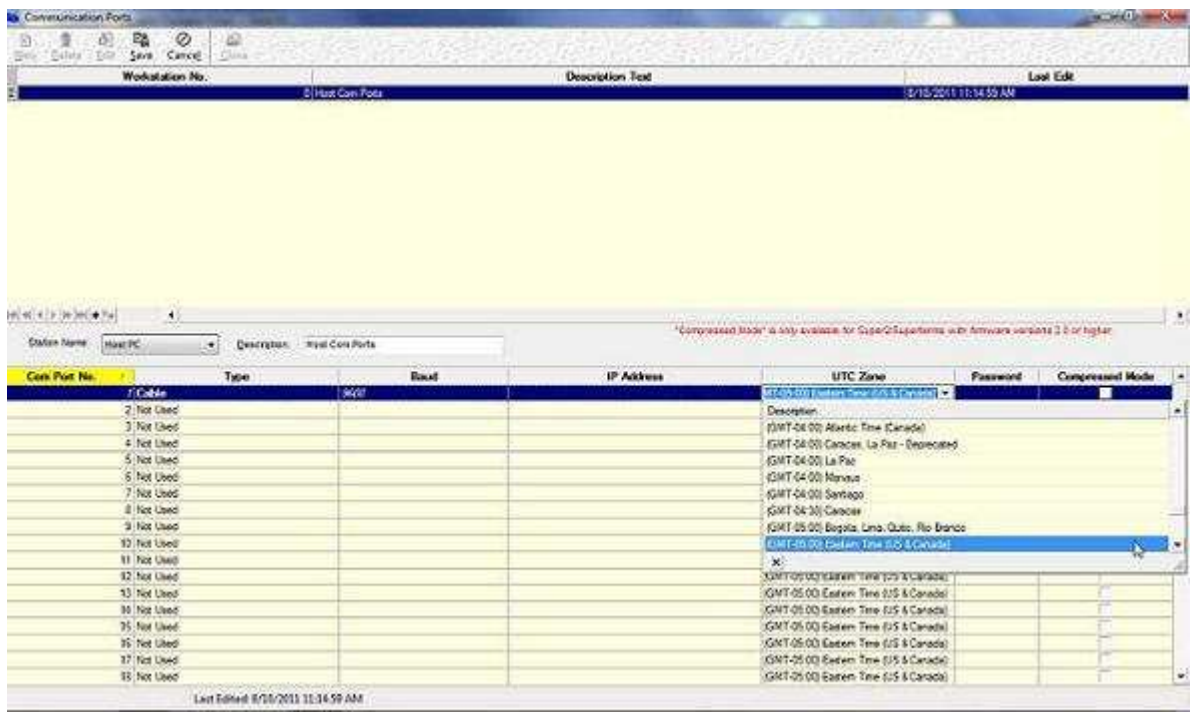 Communication Ports
New Delete Edit Save Cancel Close
Workstation No. Description Text Last Edit
0 Host Com Ports 8/10/2011 11:14:59 AM
"Compressed Mode" is only available for SuperQ/Superterms with firmware versions 2.0 or higher
Station Name Host PC Description Host Com Ports
Com Port No. Type Baud IP Address UTC Zone Password Compressed Mode
1 Cable 9600 GMT-05:00) Eastern Time (US & Canada)
2 Not Used Description
3 Not Used (GMT-04:00) Atlantic Time (Canada)
4 Not Used (GMT-04:00) Caracas, La Paz - Deprecated
5 Not Used (GMT-04:00) La Paz
6 Not Used (GMT-04:00) Manaus
7 Not Used (GMT-04:00) Santiago
8 Not Used (GMT-04:30) Caracas
9 Not Used (GMT-05:00) Bogota, Lima, Quito, Rio Branco
10 Not Used (GMT-05:00) Eastern Time (US & Canada)
11 Not Used
12 Not Used (GMT-05:00) Eastern Time (US & Canada)
13 Not Used (GMT-05:00) Eastern Time (US & Canada)
14 Not Used (GMT-05:00) Eastern Time (US & Canada)
15 Not Used (GMT-05:00) Eastern Time (US & Canada)
16 Not Used (GMT-05:00) Eastern Time (US & Canada)
17 Not Used (GMT-05:00) Eastern Time (US & Canada)
18 Not Used (GMT-05:00) Eastern Time (US & Canada)
Last Edited: 8/10/2011 11:14:59 AM